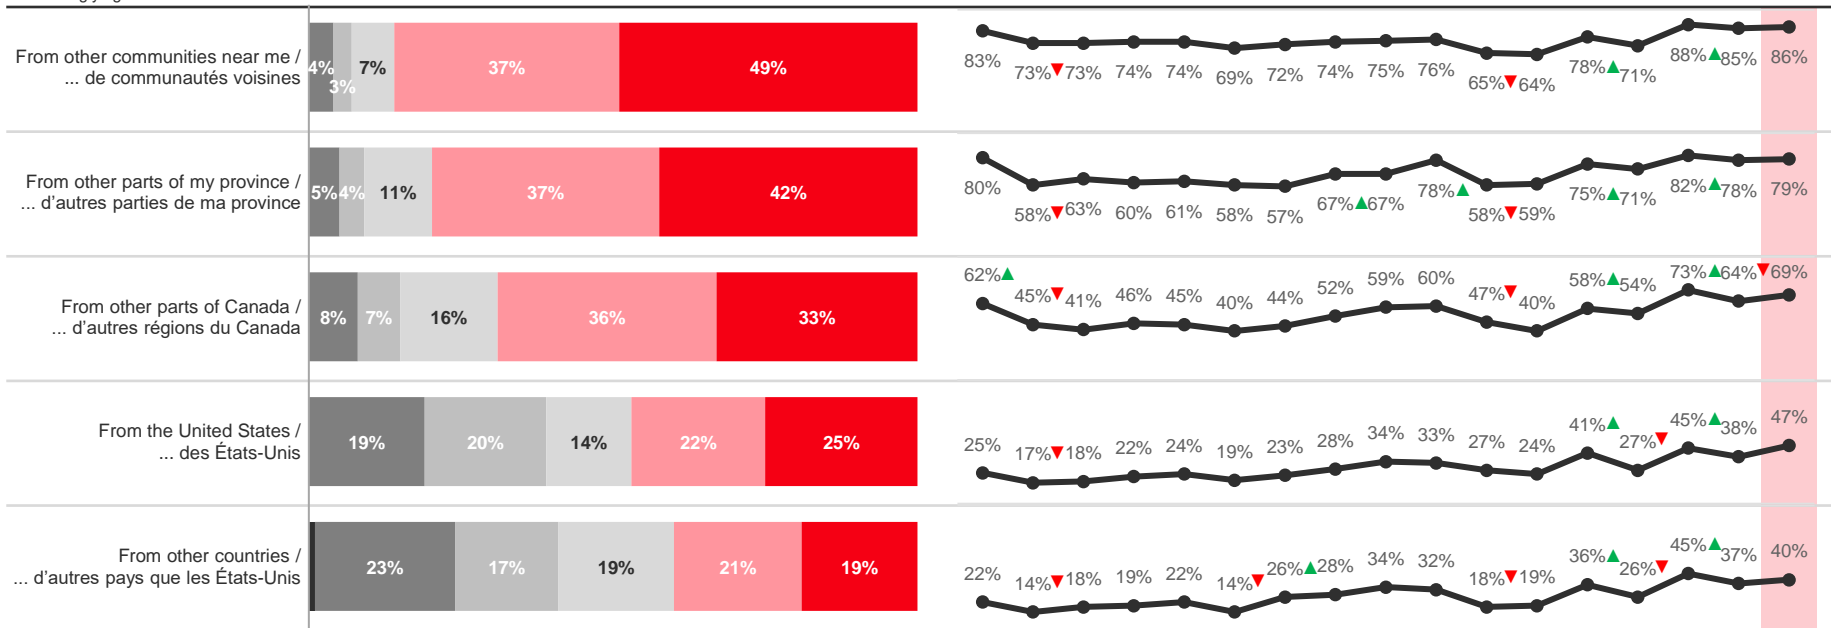 From other communities near me /
... de communautés voisines
4%
3%
7%
37%
49%
83% 73% 73% 74% 74% 69% 72% 74% 75% 76% 65% 64% 78% 71% 88% 85% 86%
From other parts of my province /
... d'autres parties de ma province
5% 4% 11% 37% 42%
80% 58% 63% 60% 61% 58% 57% 67% 67% 78% 58% 59% 75% 71% 82% 78% 79%
From other parts of Canada /
... d'autres régions du Canada
8% 7% 16% 36% 33%
62% 45% 41% 46% 45% 40% 44% 52% 59% 60% 47% 40% 58% 54% 73% 64% 69%
From the United States /
... des États-Unis
19% 20% 14% 22% 25%
25% 17% 18% 22% 24% 19% 23% 28% 34% 33% 27% 24% 41% 27% 45% 38% 47%
From other countries /
... d'autres pays que les États-Unis
23% 17% 19% 21% 19%
22% 14% 18% 19% 22% 14% 26% 28% 34% 32% 18% 19% 36% 26% 45% 37% 40%